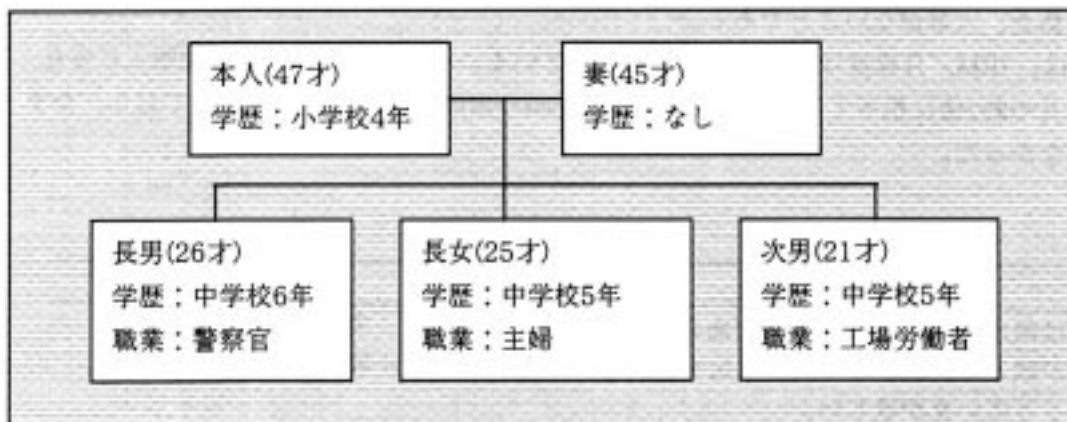 本人(47才)
学歴：小学校4年
妻(45才)
学歴：なし
長男(26才)
学歴：中学校6年
職業：警察官
長女(25才)
学歴：中学校5年
職業：主婦
次男(21才)
学歴：中学校5年
職業：工場労働者